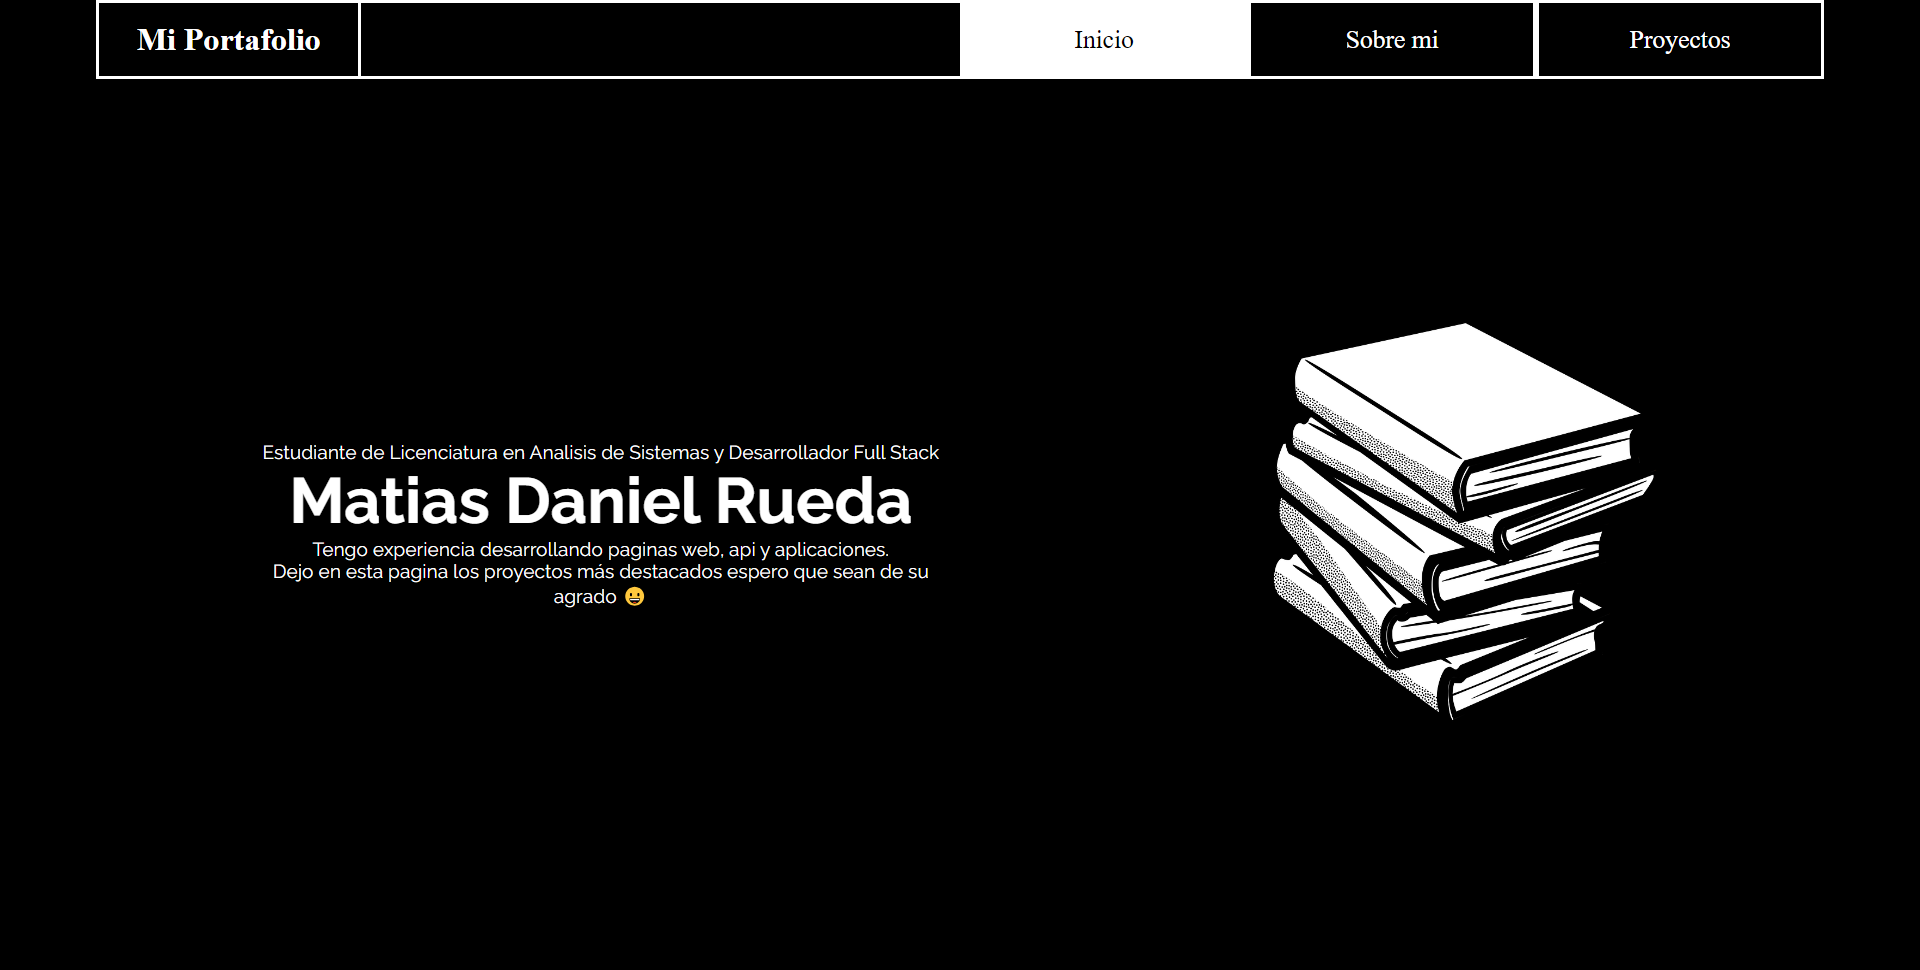 Mi Portafolio
Inicio
Sobre mi
Proyectos
Estudiante de Licenciatura en Analisis de Sistemas y Desarrollador Full Stack
Matias Daniel Rueda
Tengo experiencia desarrollando paginas web, api y aplicaciones.
Dejo en esta pagina los proyectos más destacados espero que sean de su
agrado 😀